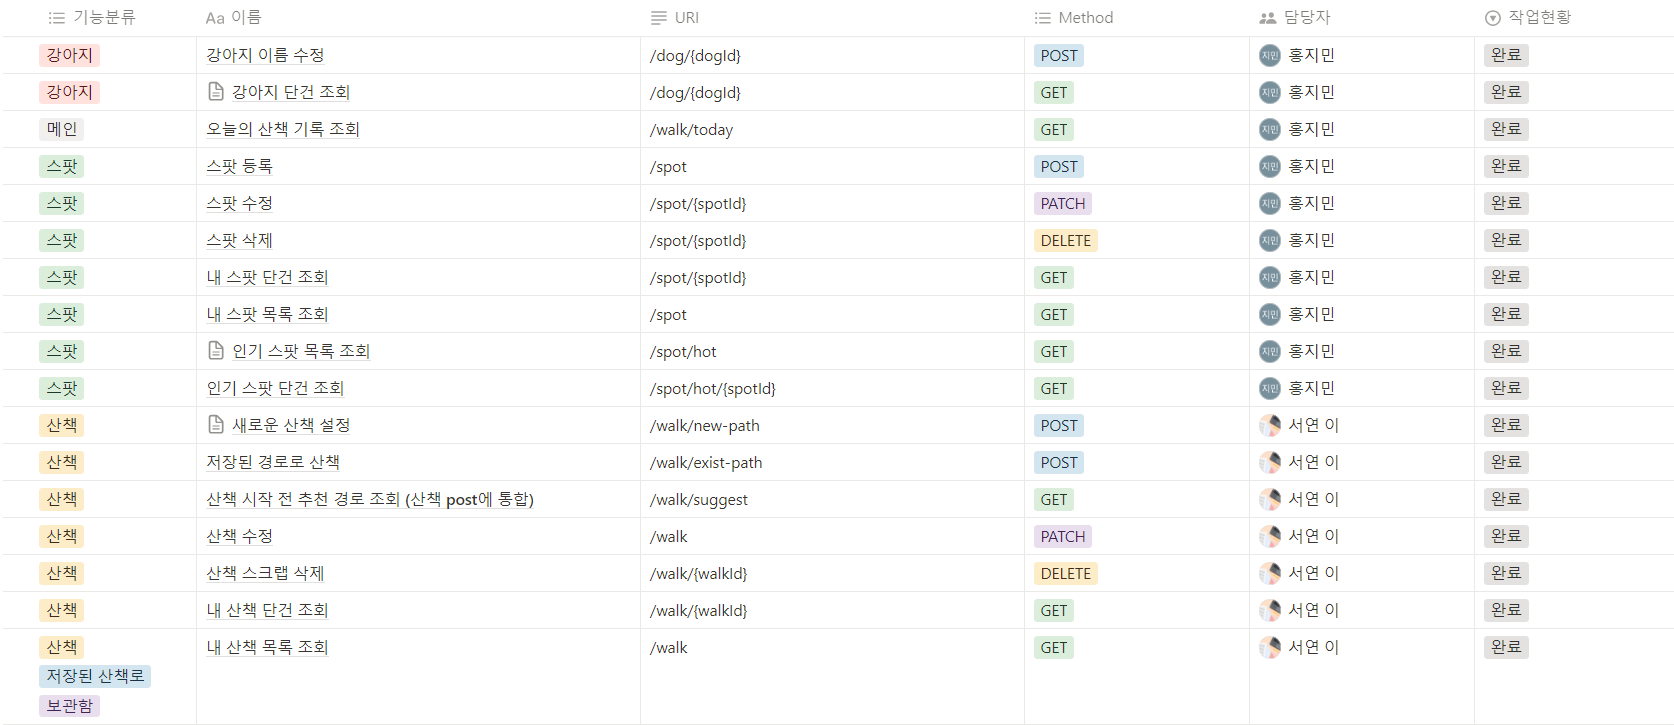 기능분류 Aa 이름 URI Method 담당자 작업현황
강아지 강아지 이름 수정 /dog/{dogId} POST 지민 홍지민 완료
강아지 강아지 단건 조회 /dog/{dogId} GET 지민 홍지민 완료
메인 오늘의 산책 기록 조회 /walk/today GET 지민 홍지민 완료
스팟 스팟 등록 /spot POST 지민 홍지민 완료
스팟 스팟 수정 /spot/{spotId} PATCH 지민 홍지민 완료
스팟 스팟 삭제 /spot/{spotId} DELETE 지민 홍지민 완료
스팟 내 스팟 단건 조회 /spot/{spotId} GET 지민 홍지민 완료
스팟 내 스팟 목록 조회 /spot GET 지민 홍지민 완료
스팟 인기 스팟 목록 조회 /spot/hot GET 지민 홍지민 완료
스팟 인기 스팟 단건 조회 /spot/hot/{spotId} GET 지민 홍지민 완료
산책 새로운 산책 설정 /walk/new-path POST 서연 이 완료
산책 저장된 경로로 산책 /walk/exist-path POST 서연 이 완료
산책 산책 시작 전 추천 경로 조회 (산책 post에 통합) /walk/suggest GET 서연 이 완료
산책 산책 수정 /walk PATCH 서연 이 완료
산책 산책 스크랩 삭제 /walk/{walkId} DELETE 서연 이 완료
산책 내 산책 단건 조회 /walk/{walkId} GET 서연 이 완료
산책 내 산책 목록 조회 /walk GET 서연 이 완료
저장된 산책로
보관함